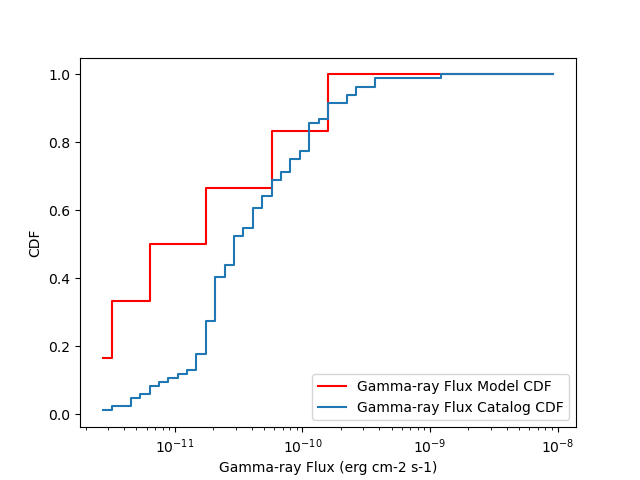 1.0
0.8
0.6
0.4
0.2
0.0
CDF
10⁻¹¹
10⁻¹⁰
10⁻⁹
10⁻⁸
Gamma-ray Flux (erg cm-2 s-1)
Gamma-ray Flux Model CDF
Gamma-ray Flux Catalog CDF